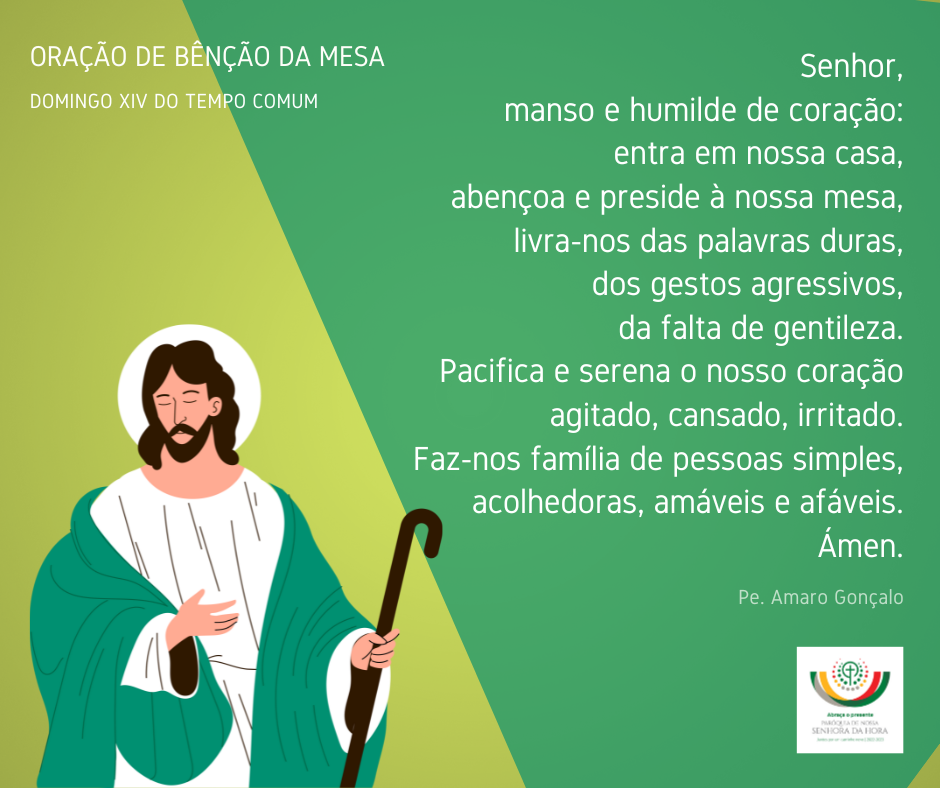 ORAÇÃO DE BÊNÇÃO DA MESA
DOMINGO XIV DO TEMPO COMUM
Senhor,
manso e humilde de coração:
entra em nossa casa,
abençoa e preside à nossa mesa,
livra-nos das palavras duras,
dos gestos agressivos,
da falta de gentileza.
Pacifica e serena o nosso coração
agitado, cansado, irritado.
Faz-nos família de pessoas simples,
acolhedoras, amáveis e afáveis.
Ámen.
Pe. Amaro Gonçalo
Abraça o presente
PARÓQUIA DE NOSSA
SENHORA DA HORA